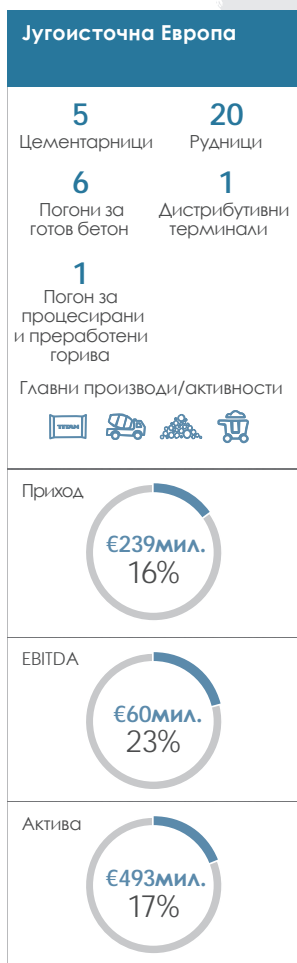 Југоисточна Европа
5
Цементарници
20
Рудници
6
Погони за
готов бетон
1
Дистрибутивни
терминали
1
Погон за
процесирани
и преработени
горива
Главни производи/активности
TITAN
Приход
€239мил.
16%
EBITDA
€60мил.
23%
Актива
€493мил.
17%